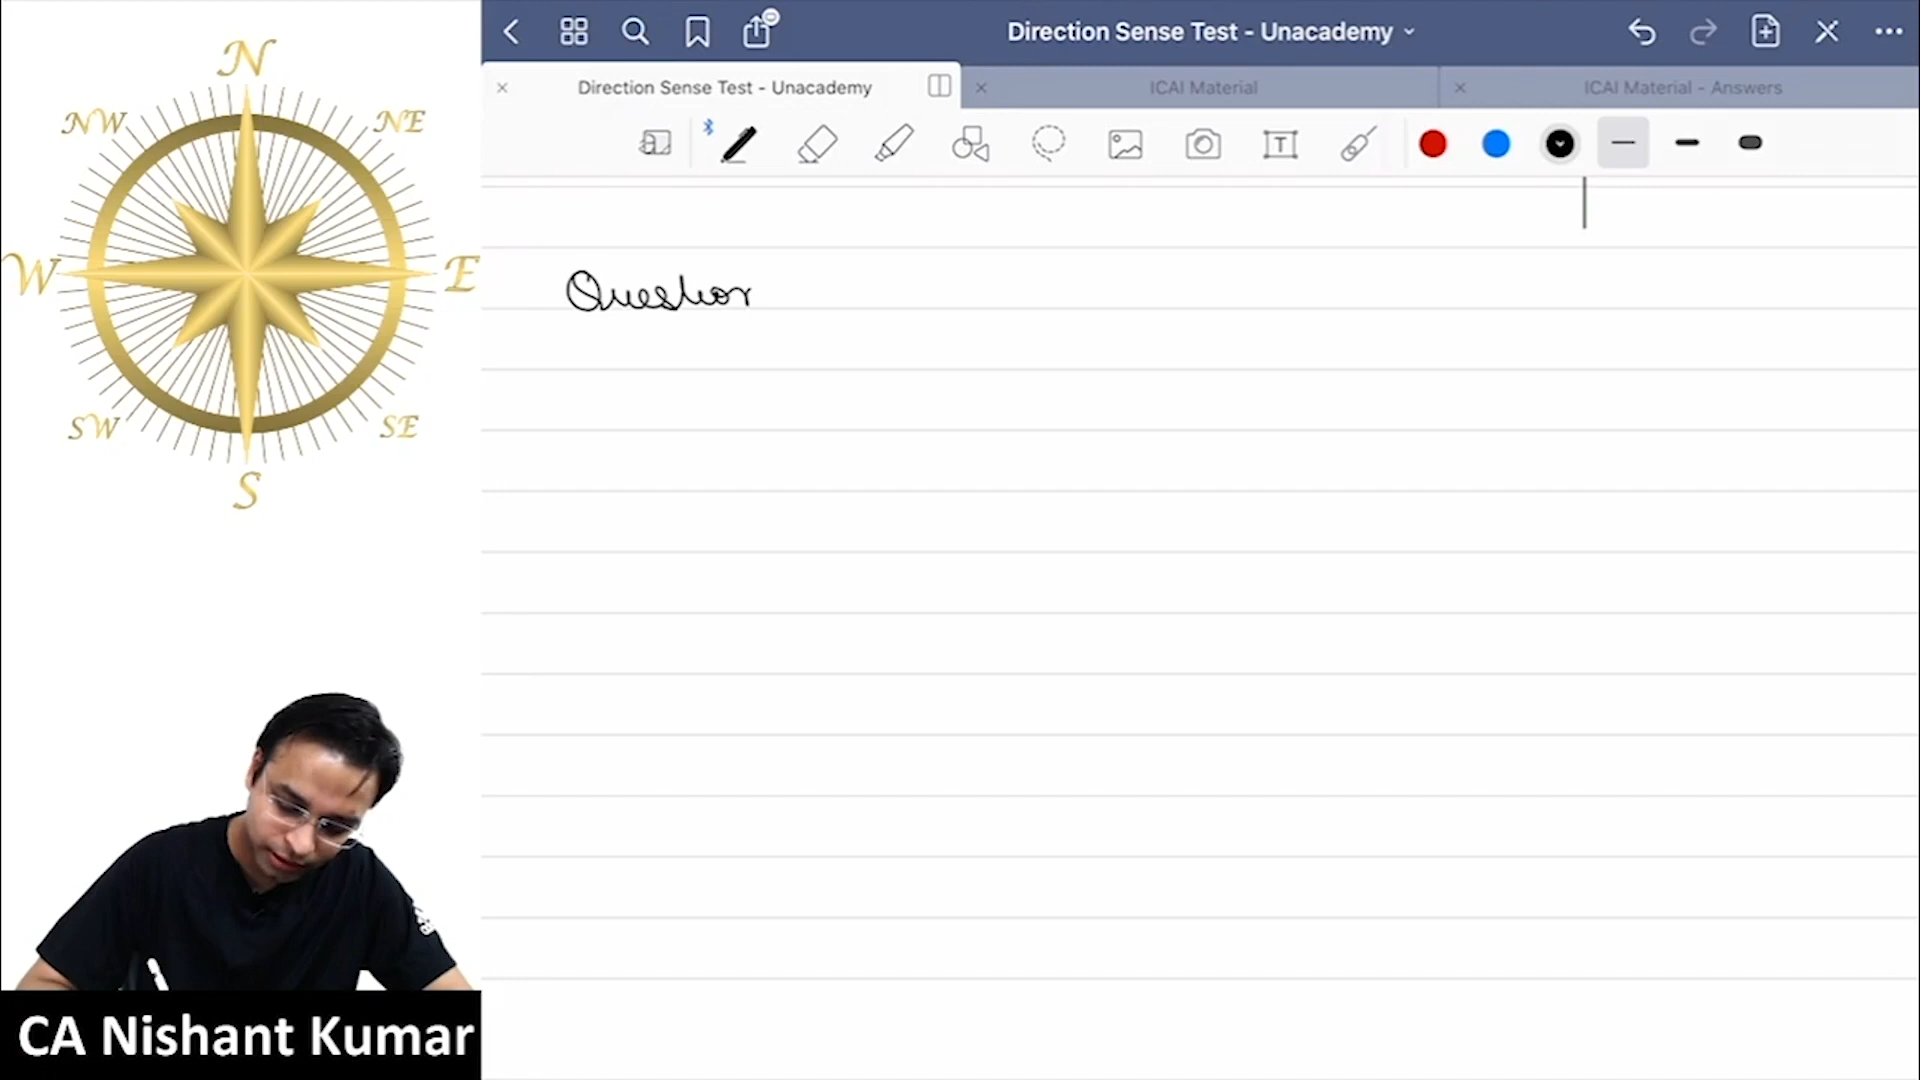 N
NW
NE
W
E
SW
SE
S
CA Nishant Kumar
Direction Sense Test - Unacademy
Direction Sense Test - Unacademy
ICAI Material
ICAI Material - Answers
T
Question